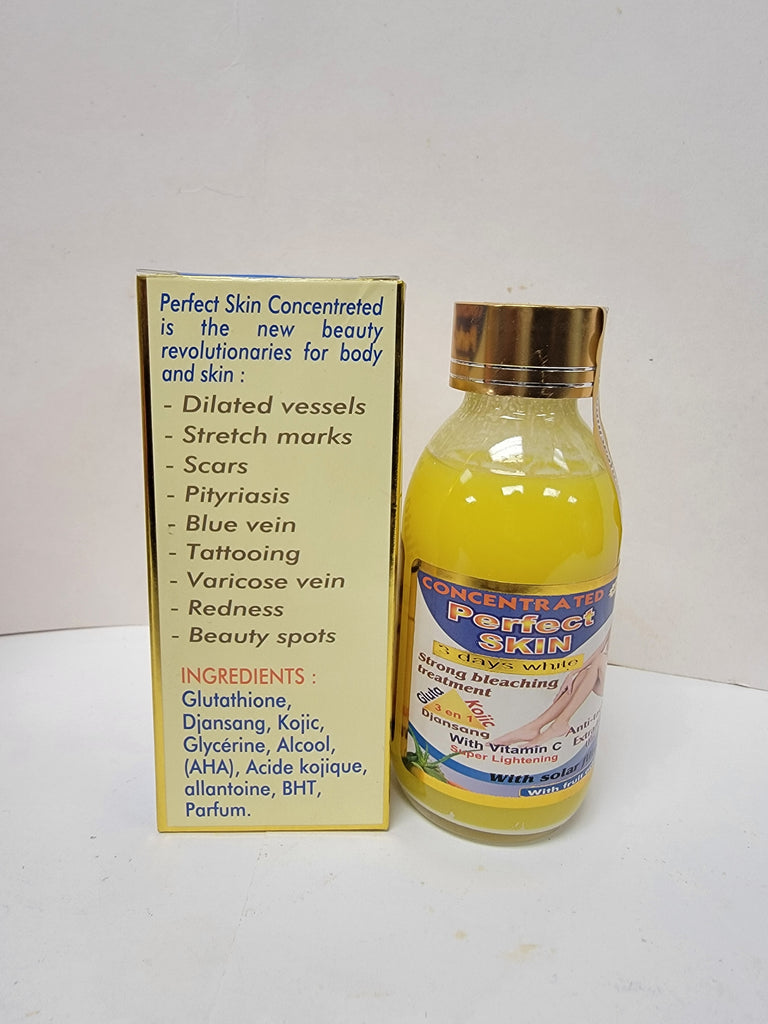 Perfect Skin Concentreted
is the new beauty
revolutionaries for body
and skin :
- Dilated vessels
- Stretch marks
- Scars
- Pityriasis
- Blue vein
- Tattooing
- Varicose vein
- Redness
- Beauty spots
INGREDIENTS :
Glutathione,
Djansang, Kojic,
Glycérine, Alcool,
(AHA), Acide kojique,
allantoine, BHT,
Parfum.
CONCENTRATED
Perfect
SKIN
3 days white
Strong bleaching
treatment
Gluta Kojic
3 en 1
Djansang
With Vitamin C
Super Lightening
With solar
With fruit